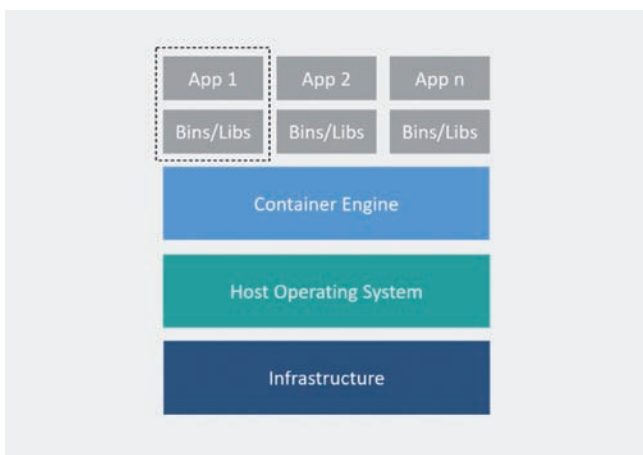 App 1 App 2 App n
Bins/Libs Bins/Libs Bins/Libs
Container Engine
Host Operating System
Infrastructure